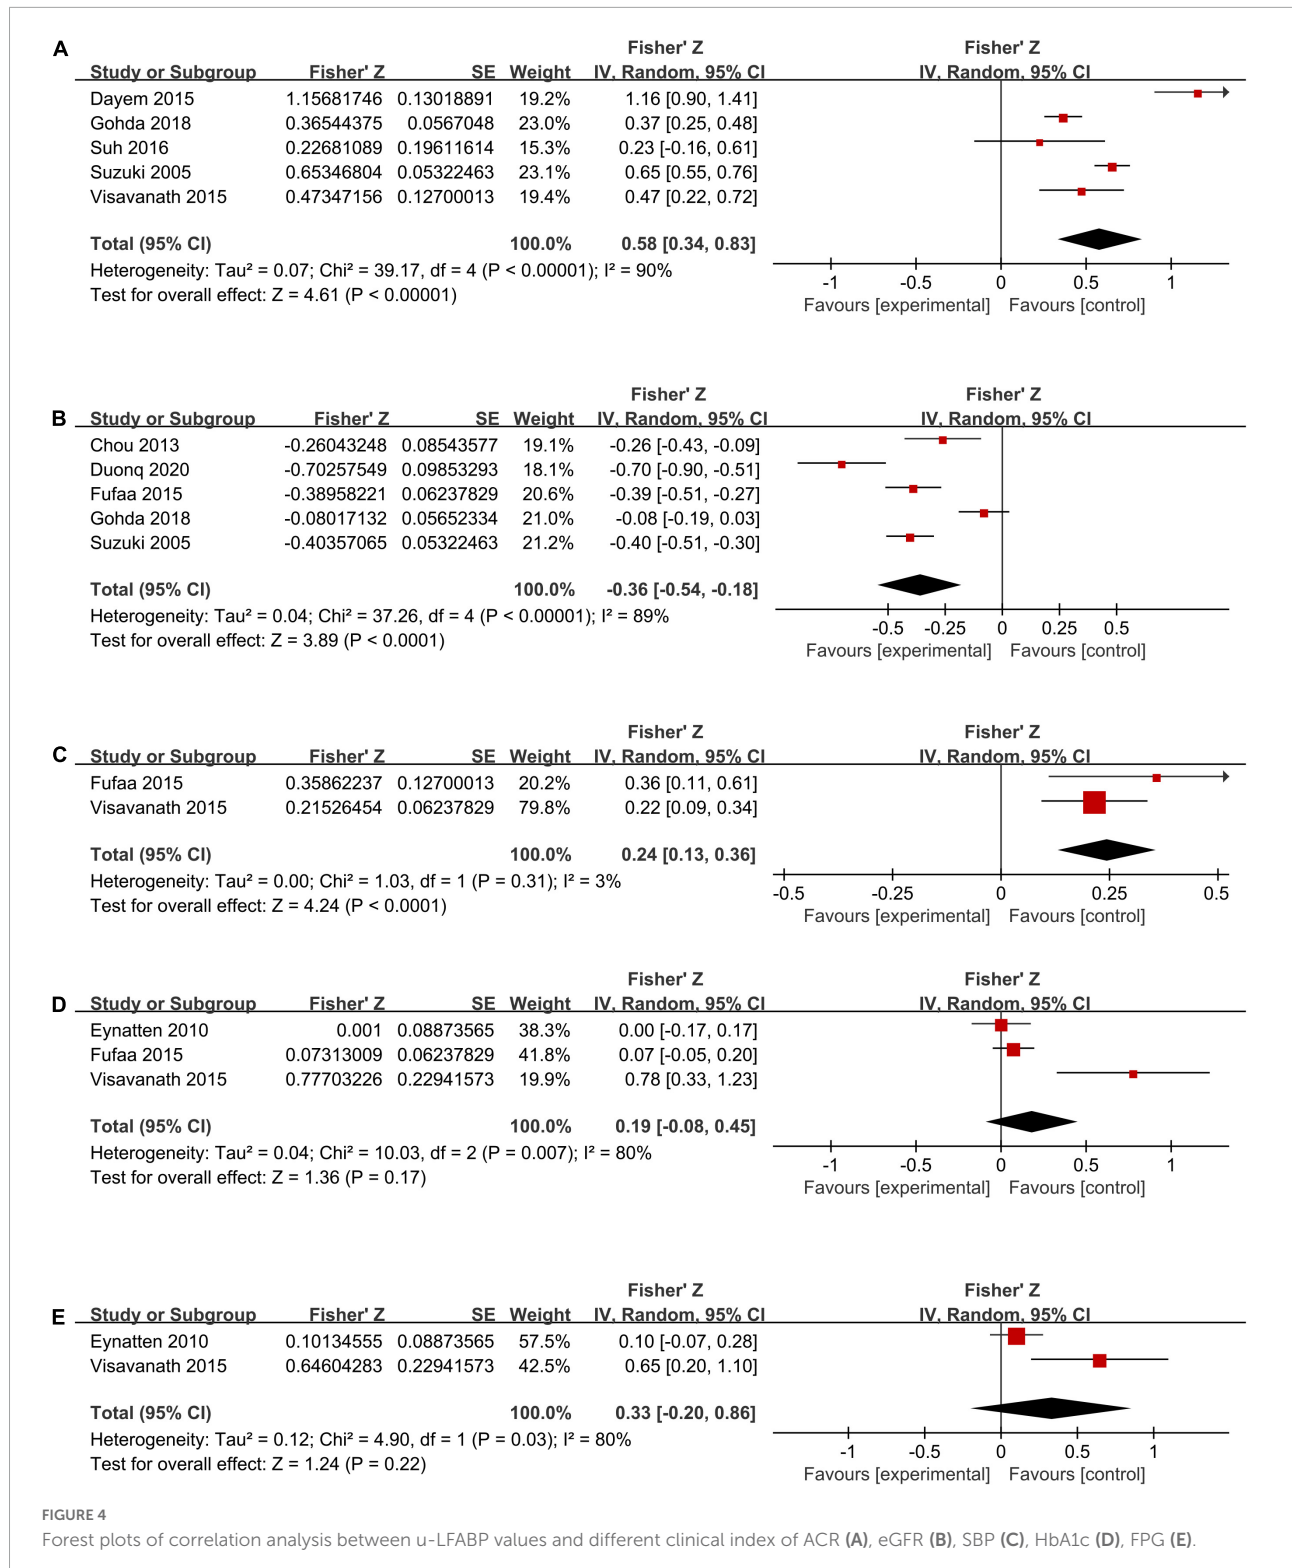 A
Fisher' Z Fisher' Z
Study or Subgroup Fisher' Z SE Weight IV, Random, 95% CI IV, Random, 95% CI
Dayem 2015 1.15681746 0.13018891 19.2% 1.16 [0.90, 1.41]
Gohda 2018 0.36544375 0.0567048 23.0% 0.37 [0.25, 0.48]
Suh 2016 0.22681089 0.19611614 15.3% 0.23 [-0.16, 0.61]
Suzuki 2005 0.65346804 0.05322463 23.1% 0.65 [0.55, 0.76]
Visavanath 2015 0.47347156 0.12700013 19.4% 0.47 [0.22, 0.72]
Total (95% CI) 100.0% 0.58 [0.34, 0.83]
Heterogeneity: Tau² = 0.07; Chi² = 39.17, df = 4 (P < 0.00001); I² = 90%
Test for overall effect: Z = 4.61 (P < 0.00001)
-1 -0.5 0 0.5 1
Favours [experimental] Favours [control]
B
Fisher' Z Fisher' Z
Study or Subgroup Fisher' Z SE Weight IV, Random, 95% CI IV, Random, 95% CI
Chou 2013 -0.26043248 0.08543577 19.1% -0.26 [-0.43, -0.09]
Duonq 2020 -0.70257549 0.09853293 18.1% -0.70 [-0.90, -0.51]
Fufaa 2015 -0.38958221 0.06237829 20.6% -0.39 [-0.51, -0.27]
Gohda 2018 -0.08017132 0.05652334 21.0% -0.08 [-0.19, 0.03]
Suzuki 2005 -0.40357065 0.05322463 21.2% -0.40 [-0.51, -0.30]
Total (95% CI) 100.0% -0.36 [-0.54, -0.18]
Heterogeneity: Tau² = 0.04; Chi² = 37.26, df = 4 (P < 0.00001); I² = 89%
Test for overall effect: Z = 3.89 (P < 0.0001)
-0.5 -0.25 0 0.25 0.5
Favours [experimental] Favours [control]
C
Fisher' Z Fisher' Z
Study or Subgroup Fisher' Z SE Weight IV, Random, 95% CI IV, Random, 95% CI
Fufaa 2015 0.35862237 0.12700013 20.2% 0.36 [0.11, 0.61]
Visavanath 2015 0.21526454 0.06237829 79.8% 0.22 [0.09, 0.34]
Total (95% CI) 100.0% 0.24 [0.13, 0.36]
Heterogeneity: Tau² = 0.00; Chi² = 1.03, df = 1 (P = 0.31); I² = 3%
Test for overall effect: Z = 4.24 (P < 0.0001)
-0.5 -0.25 0 0.25 0.5
Favours [experimental] Favours [control]
D
Fisher' Z Fisher' Z
Study or Subgroup Fisher' Z SE Weight IV, Random, 95% CI IV, Random, 95% CI
Eynatten 2010 0.001 0.08873565 38.3% 0.00 [-0.17, 0.17]
Fufaa 2015 0.07313009 0.06237829 41.8% 0.07 [-0.05, 0.20]
Visavanath 2015 0.77703226 0.22941573 19.9% 0.78 [0.33, 1.23]
Total (95% CI) 100.0% 0.19 [-0.08, 0.45]
Heterogeneity: Tau² = 0.04; Chi² = 10.03, df = 2 (P = 0.007); I² = 80%
Test for overall effect: Z = 1.36 (P = 0.17)
-1 -0.5 0 0.5 1
Favours [experimental] Favours [control]
E
Fisher' Z Fisher' Z
Study or Subgroup Fisher' Z SE Weight IV, Random, 95% CI IV, Random, 95% CI
Eynatten 2010 0.10134555 0.08873565 57.5% 0.10 [-0.07, 0.28]
Visavanath 2015 0.64604283 0.22941573 42.5% 0.65 [0.20, 1.10]
Total (95% CI) 100.0% 0.33 [-0.20, 0.86]
Heterogeneity: Tau² = 0.12; Chi² = 4.90, df = 1 (P = 0.03); I² = 80%
Test for overall effect: Z = 1.24 (P = 0.22)
-1 -0.5 0 0.5 1
Favours [experimental] Favours [control]
FIGURE 4
Forest plots of correlation analysis between u-LFABP values and different clinical index of ACR (A), eGFR (B), SBP (C), HbA1c (D), FPG (E).